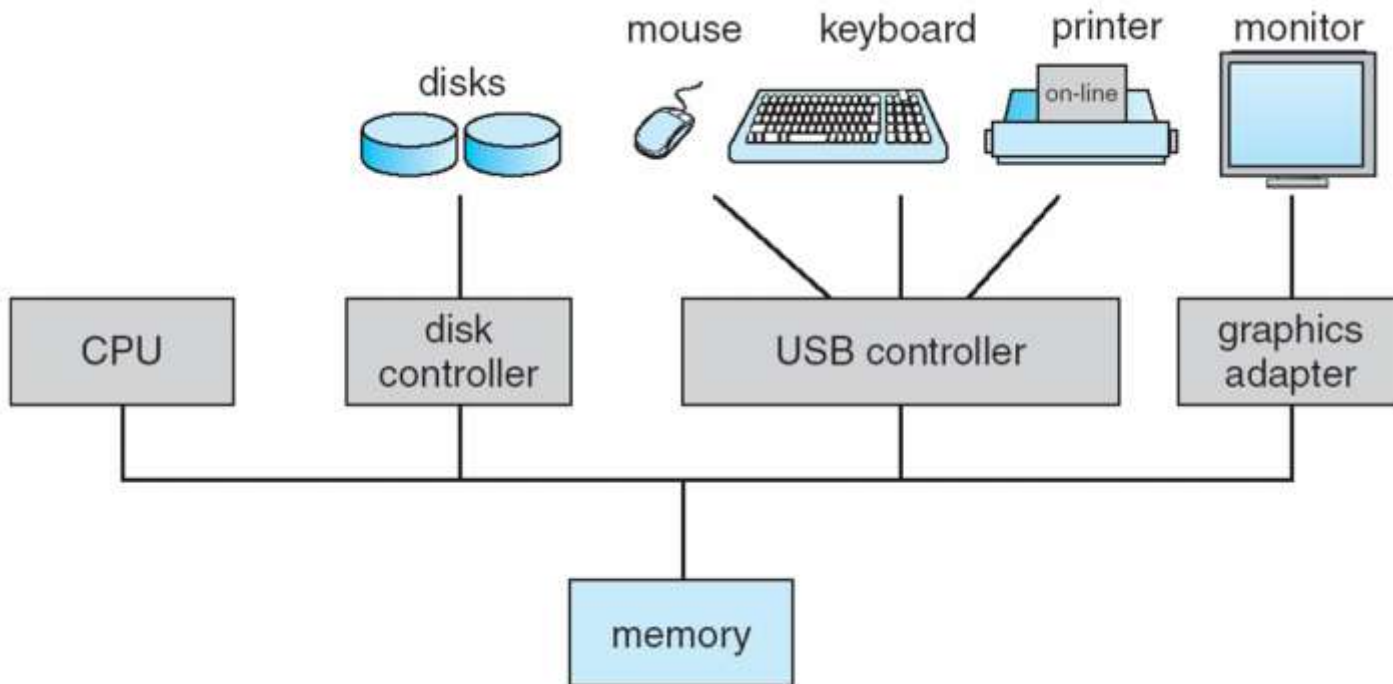 mouse
keyboard
printer
monitor
disks
on-line
CPU
disk
controller
USB controller
graphics
adapter
memory